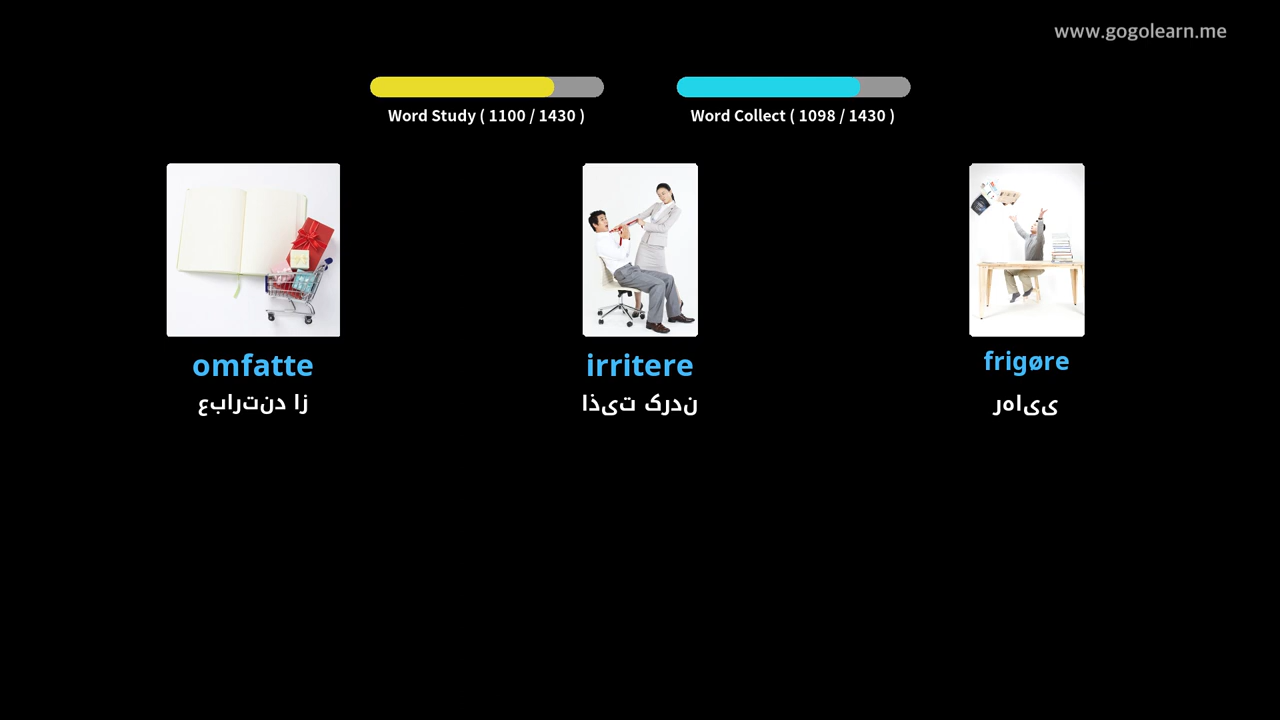 www.gogolearn.me
Word Study ( 1100 / 1430 )
Word Collect ( 1098 / 1430 )
omfatte
عبارتند از
irritere
اذیت کردن
frigøre
رهایی